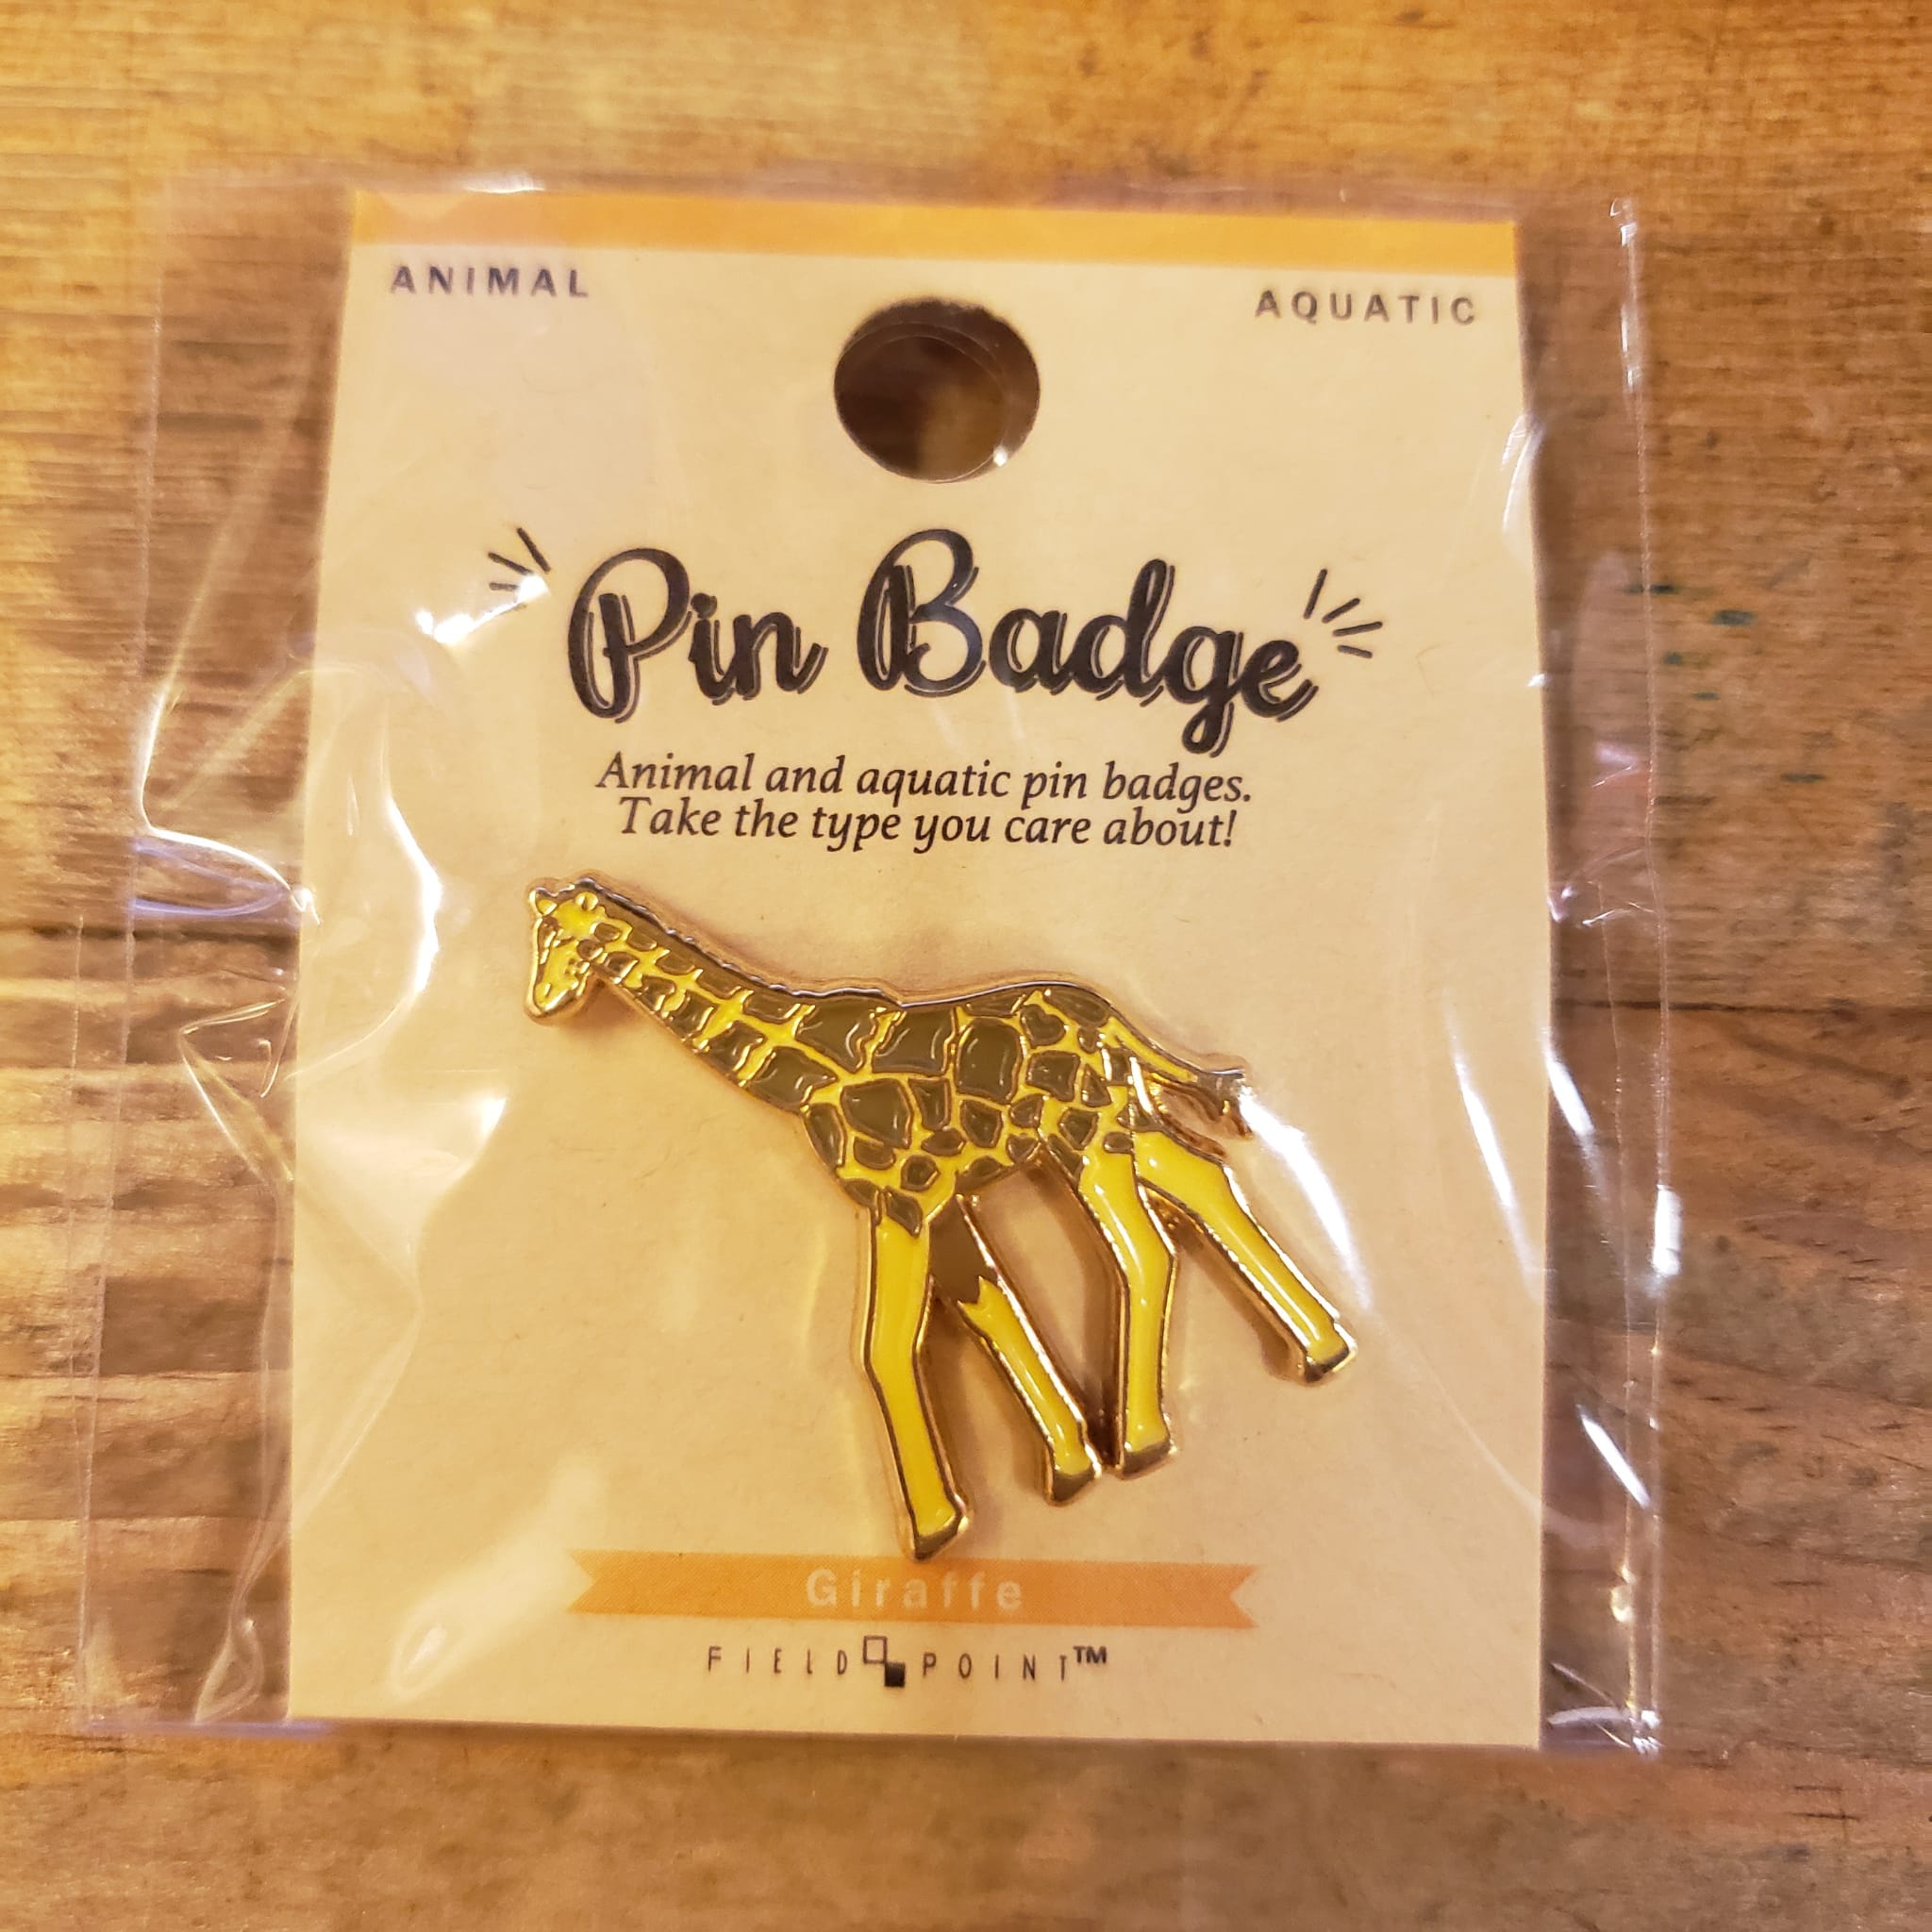 ANIMAL
AQUATIC
Pin Badge
Animal and aquatic pin badges.
Take the type you care about!
Giraffe
FIELD POINT™